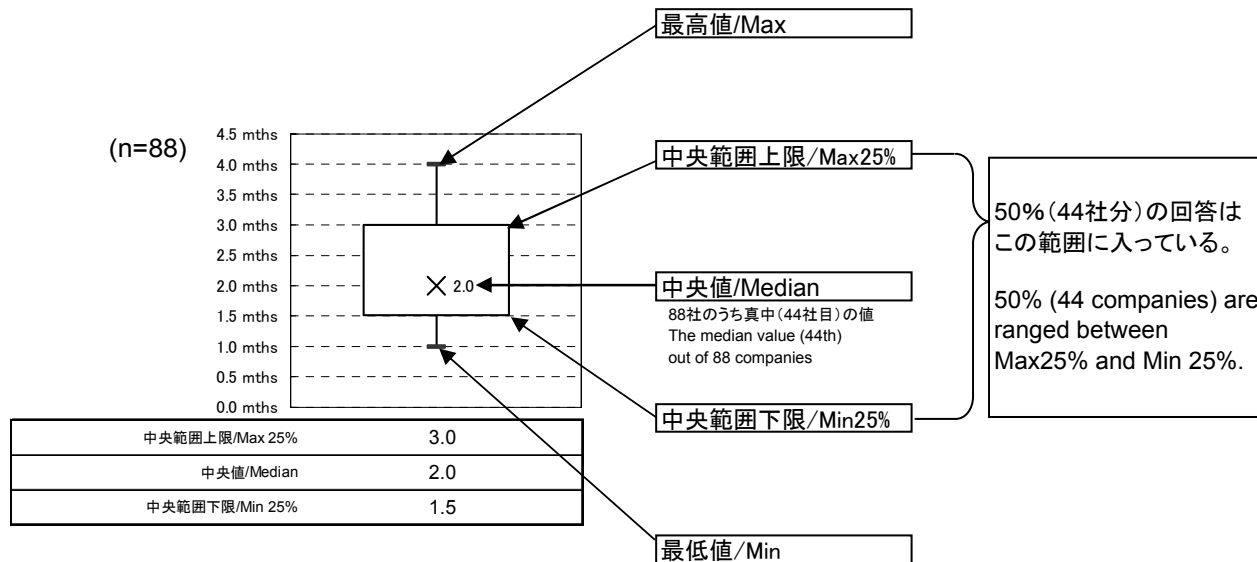 最高値/Max
(n=88)
4.5 mths
4.0 mths
3.5 mths
3.0 mths
2.5 mths
2.0 mths
1.5 mths
1.0 mths
0.5 mths
0.0 mths
2.0
中央範囲上限/Max25%
中央値/Median
88社のうち真中(44社目)の値
The median value (44th)
out of 88 companies
中央範囲下限/Min25%
50%(44社分)の回答は
この範囲に入っている。
50% (44 companies) are
ranged between
Max25% and Min 25%.
中央範囲上限/Max 25% 3.0
中央値/Median 2.0
中央範囲下限/Min 25% 1.5
最低値/Min